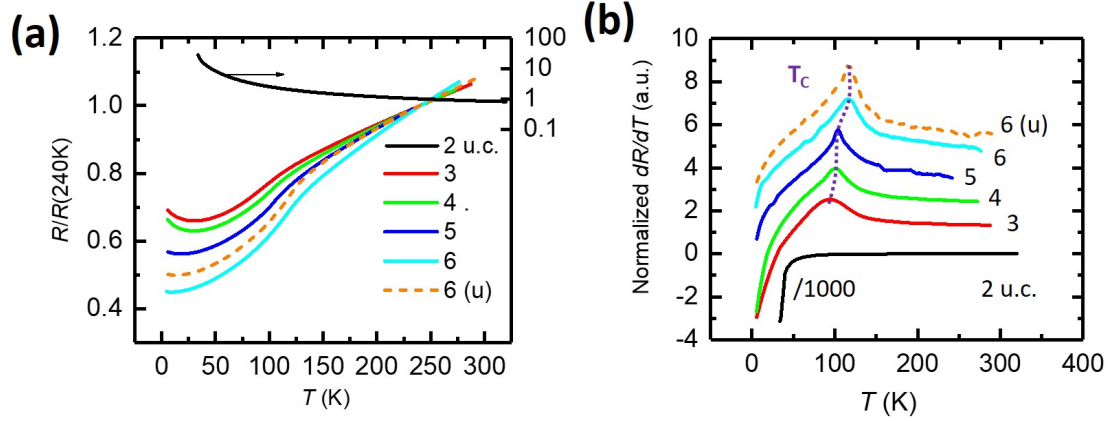 (a)
1.2
1.0
0.8
0.6
0.4
R/R(240K)
100
10
1
0.1
2 u.c.
3
4 .
5
6
6 (u)
0 50 100 150 200 250 300
T (K)
(b)
10
8
6
4
2
0
-2
-4
Normalized dR/dT (a.u.)
T_C
6 (u)
6
5
4
3
/1000
2 u.c.
0 100 200 300 400
T (K)